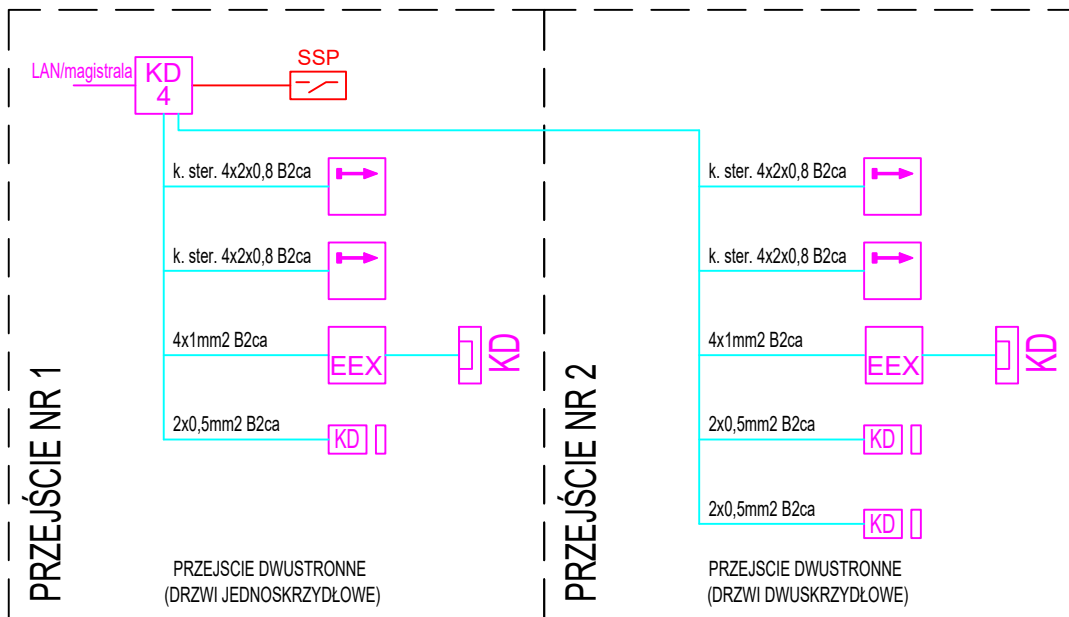 LAN/magistrala
KD
4
SSP
k. ster. 4x2x0,8 B2ca
k. ster. 4x2x0,8 B2ca
4x1mm2 B2ca
EEX
KD
2x0,5mm2 B2ca
KD
PRZEJŚCIE NR 1
PRZEJSCIE DWUSTRONNE
(DRZWI JEDNOSKRZYDŁOWE)
k. ster. 4x2x0,8 B2ca
k. ster. 4x2x0,8 B2ca
4x1mm2 B2ca
EEX
KD
2x0,5mm2 B2ca
KD
2x0,5mm2 B2ca
KD
PRZEJŚCIE NR 2
PRZEJSCIE DWUSTRONNE
(DRZWI DWUSKRZYDŁOWE)